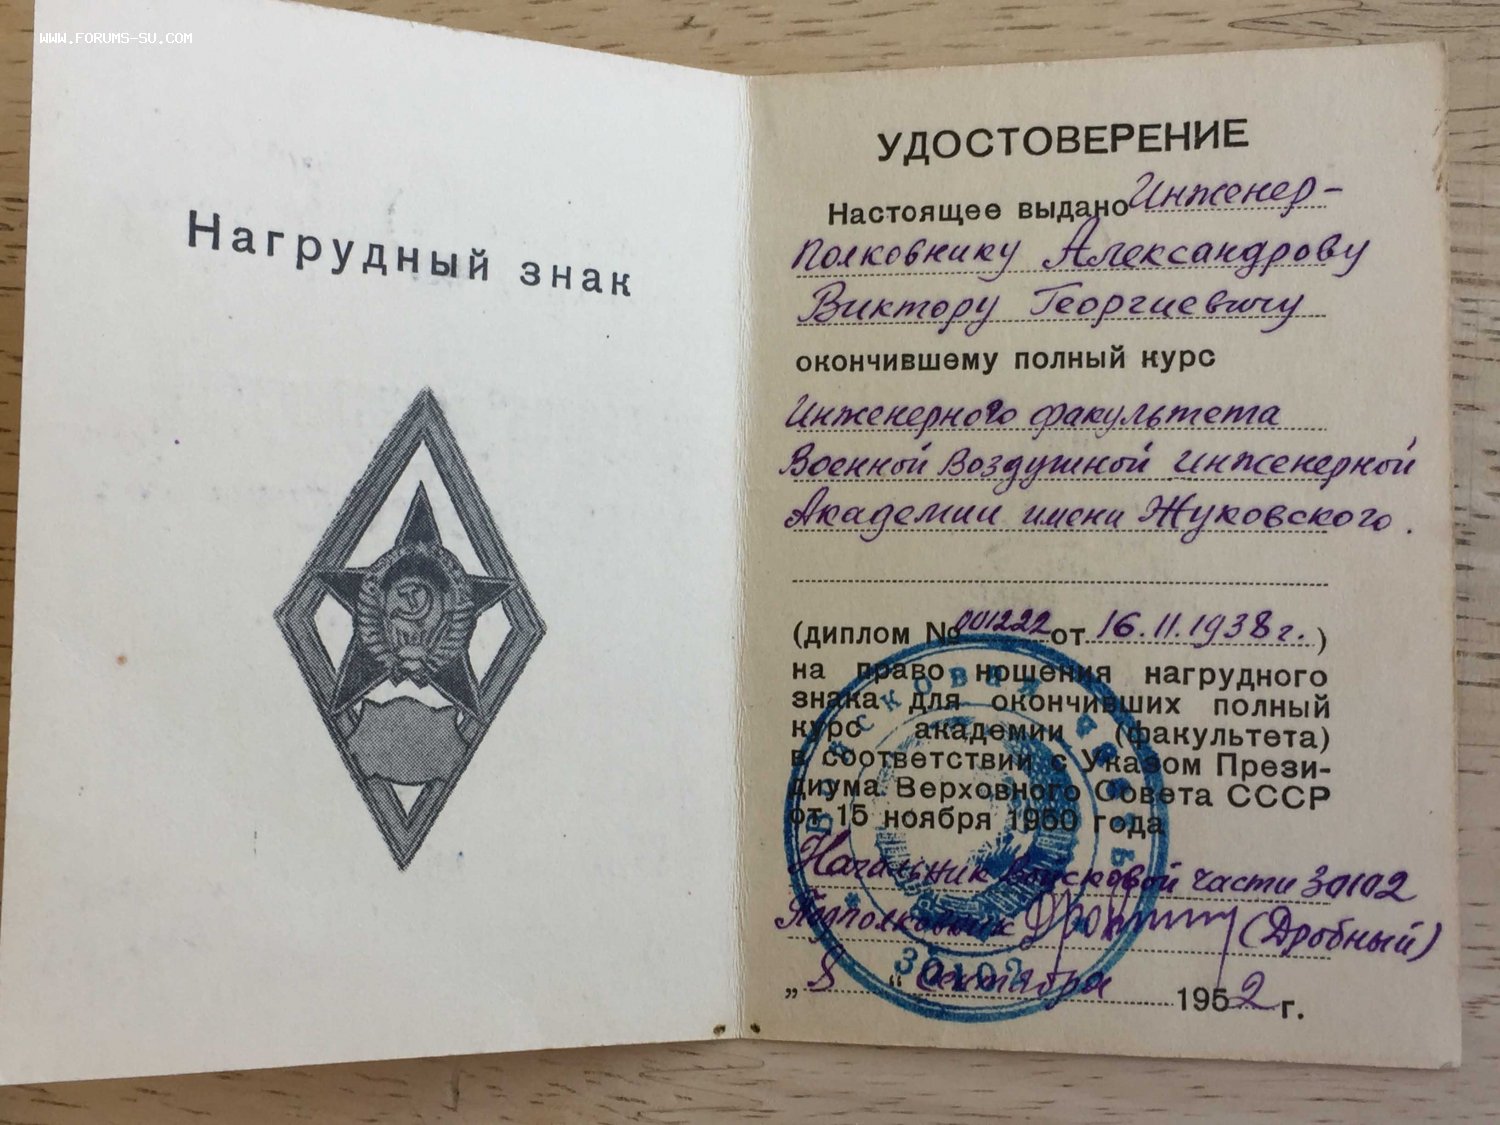 WWW.FORUMS-SU.COM
Нагрудный знак
УДОСТОВЕРЕНИЕ
Настоящее выдано Инженер-
полковнику Александрову
Виктору Георгиевичу
окончившему полный курс
Инженерного факультета
Военной Воздушной Инженерной
Академии имени Жуковского.
(диплом № 001222 от 16.11.1938г.)
на право ношения нагрудного
знака для окончивших полный
курс академии (факультета)
в соответствии с Указом Прези-
диума Верховного Совета СССР
от 15 ноября 1950 года
Начальник Войсковой части 30102
Подполковник (Дробный)
„ 8 “ Сентября 1952 г.
30102